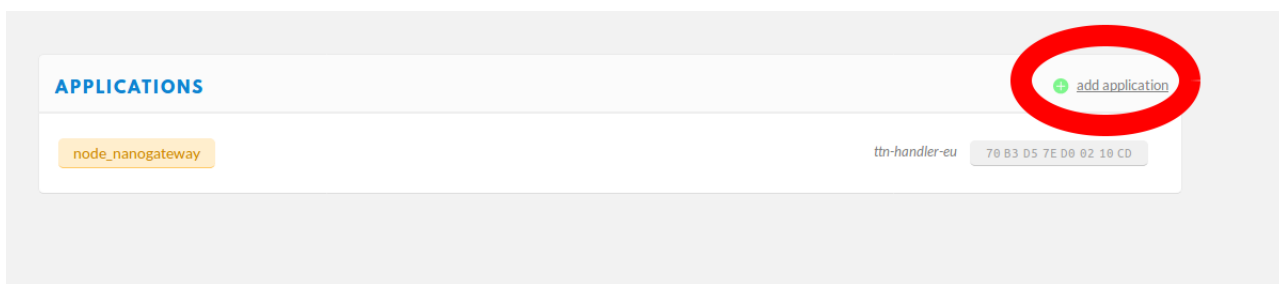 APPLICATIONS
add application
node_nanogateway
ttn-handler-eu
70 B3 D5 7E D0 02 10 CD